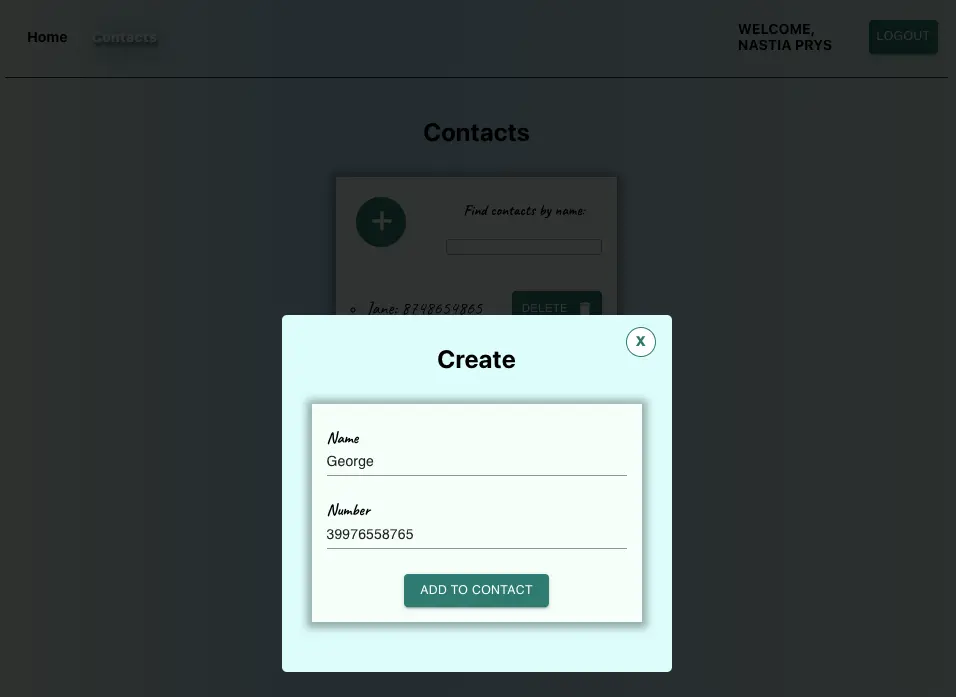 Home Contacts WELCOME,
NASTIA PRYS LOGOUT
Contacts
+
Find contacts by name:
Jane: 8748654865 DELETE
X
Create
Name
George
Number
39976558765
ADD TO CONTACT